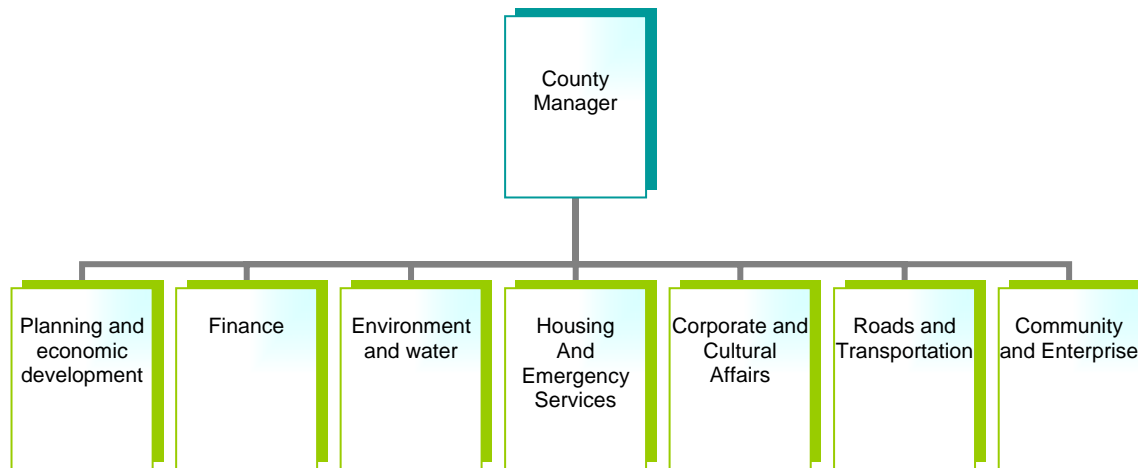 County
Manager
Planning and
economic
development
Finance
Environment
and water
Housing
And
Emergency
Services
Corporate and
Cultural
Affairs
Roads and
Transportation
Community
and Enterprise